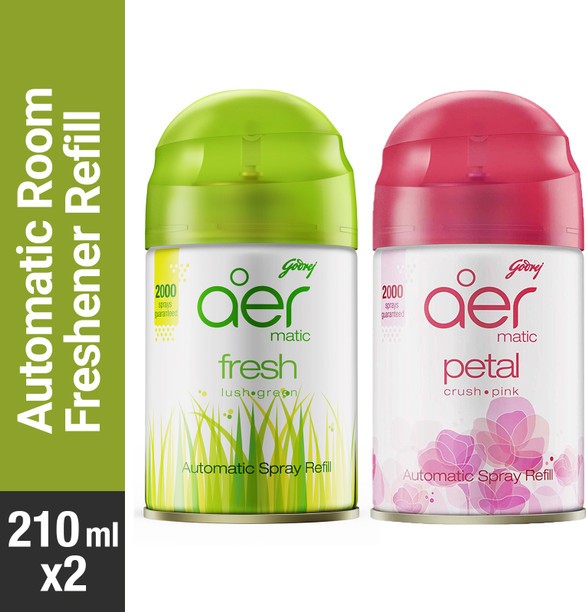 Automatic Room
Freshener Refill
210 ml
x2
Godrej
aer
matic
2000
sprays
guaranteed
fresh
lush•green
Automatic Spray Refill
Godrej
aer
matic
2000
sprays
guaranteed
petal
crush•pink
Automatic Spray Refill